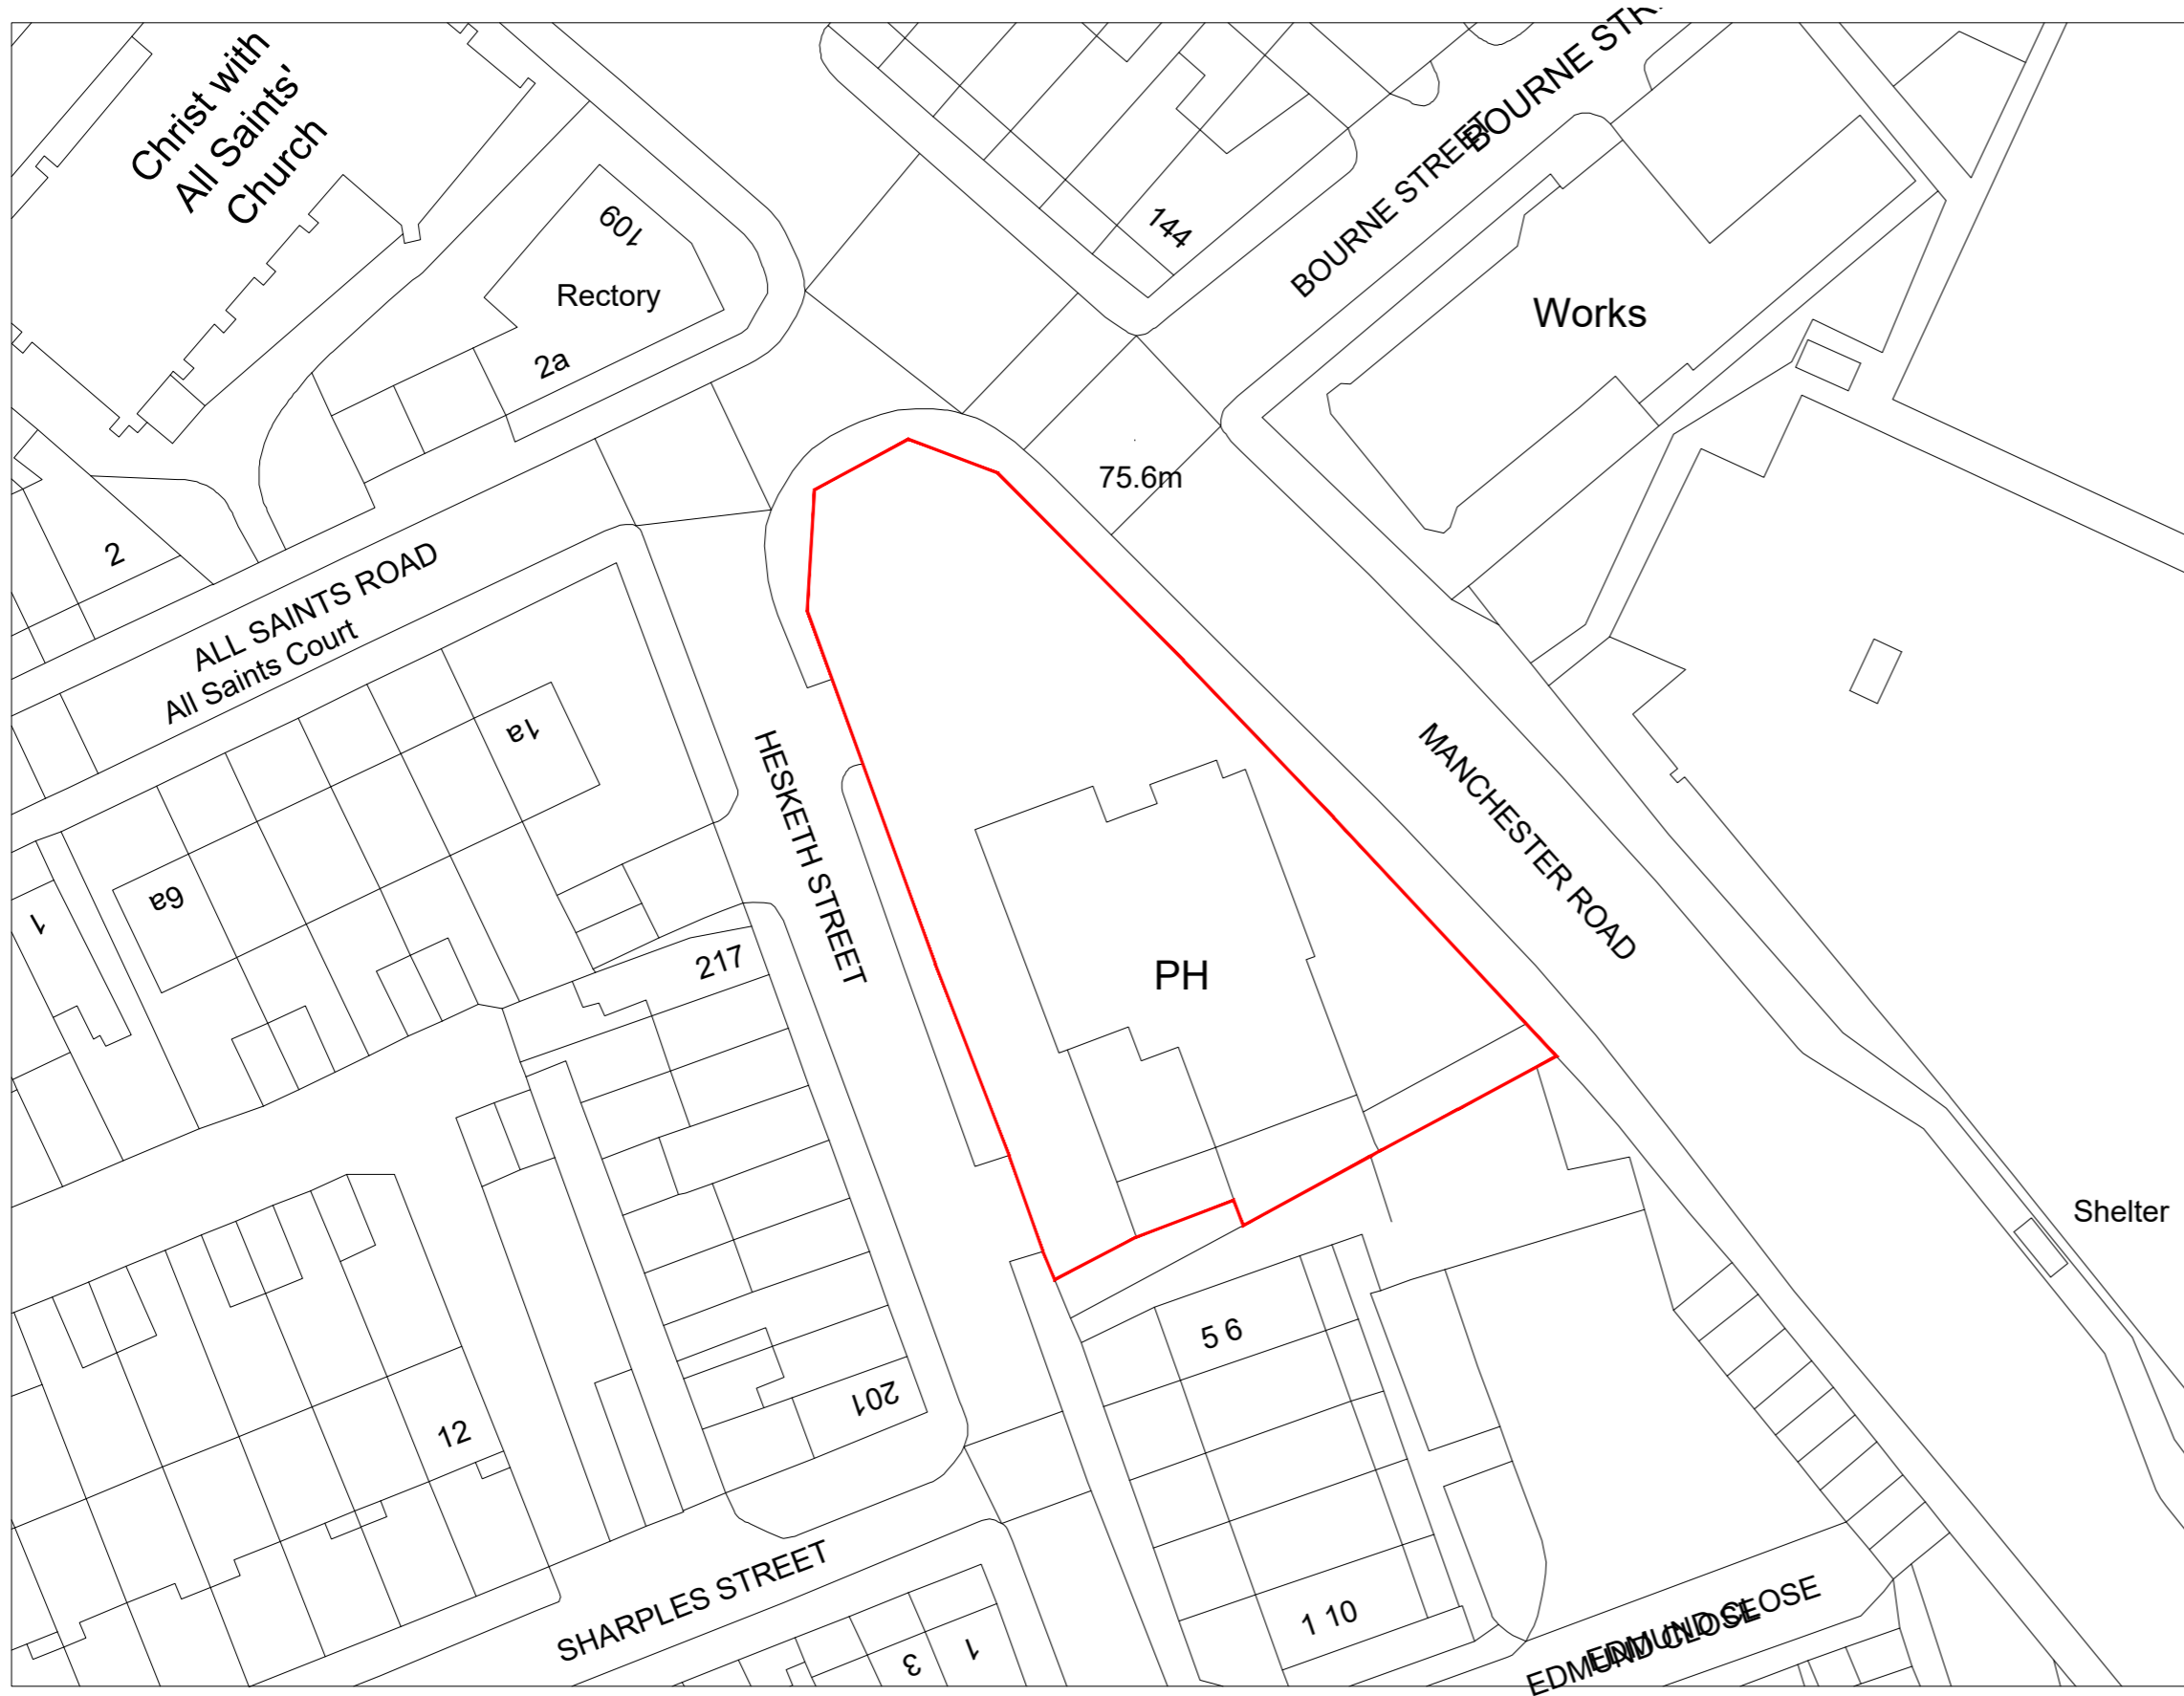 Christ with
All Saints'
Church
BOURNE STR
BOURNE STREET
109
144
Rectory
Works
2a
75.6m
2
ALL SAINTS ROAD
All Saints Court
1a
HESKETH STREET
MANCHESTER ROAD
6a
1
217
PH
Shelter
5 6
201
12
1 10
SHARPLES STREET
EDMUND CLOSE
EDMUND CLOSE
3
1